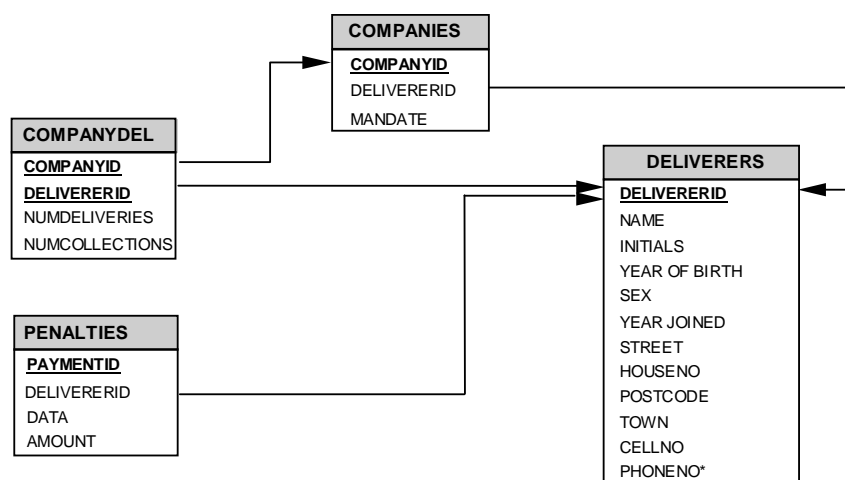 COMPANIES
COMPANYID
DELIVERERID
MANDATE
COMPANYDEL
COMPANYID
DELIVERERID
NUMDELIVERIES
NUMCOLLECTIONS
DELIVERERS
DELIVERERID
NAME
INITIALS
YEAR OF BIRTH
SEX
YEAR JOINED
STREET
HOUSENO
POSTCODE
TOWN
CELLNO
PHONENO*
PENALTIES
PAYMENTID
DELIVERERID
DATA
AMOUNT